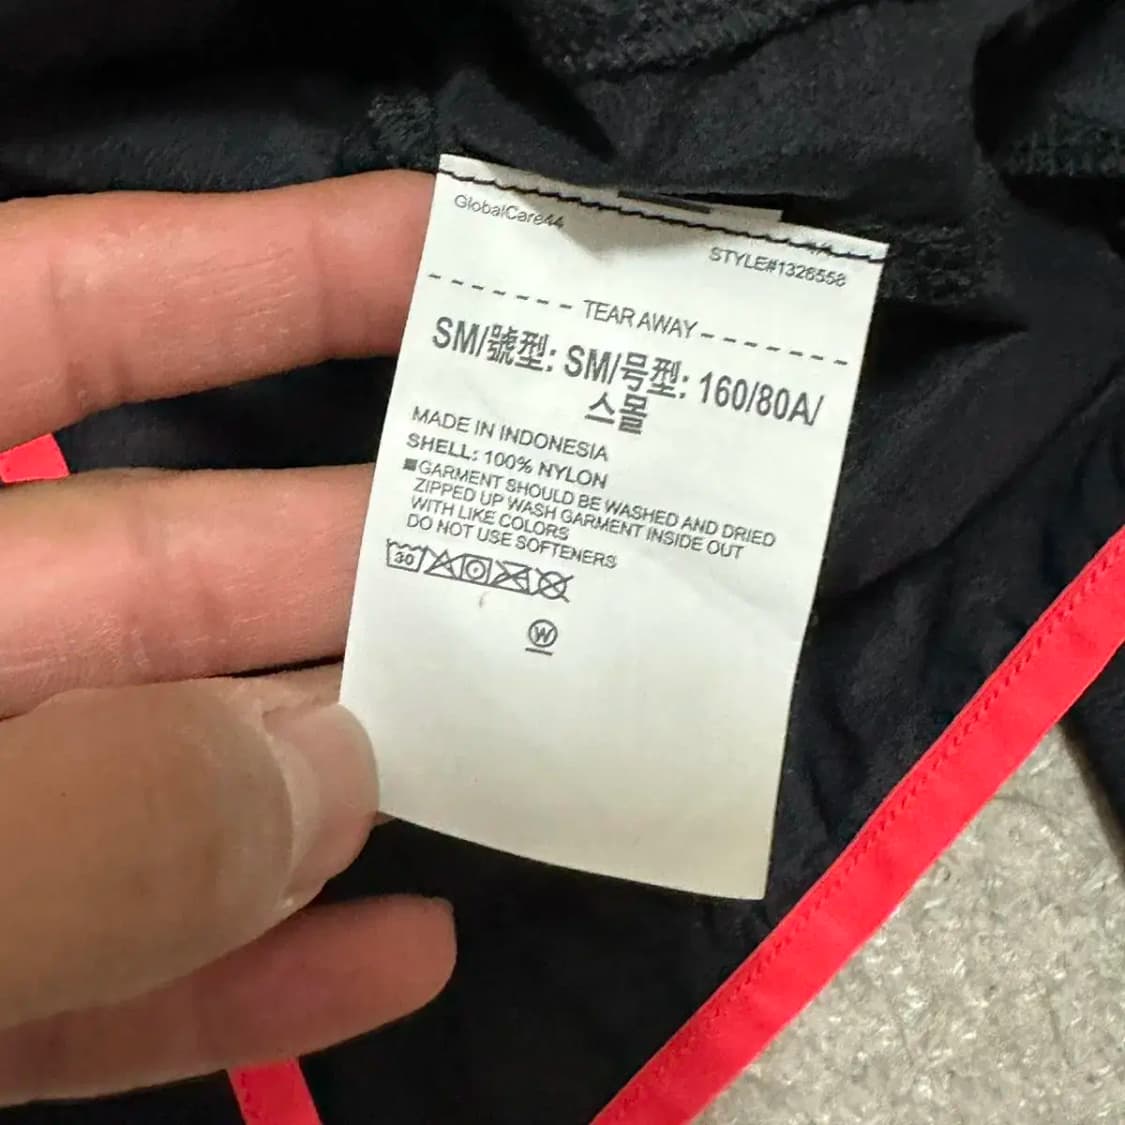 GlobalCare44
STYLE#1326558
TEAR AWAY
SM/號型: SM/号型: 160/80A/
스몰
MADE IN INDONESIA
SHELL: 100% NYLON
■GARMENT SHOULD BE WASHED AND DRIED
ZIPPED UP WASH GARMENT INSIDE OUT
WITH LIKE COLORS
DO NOT USE SOFTENERS
30
W